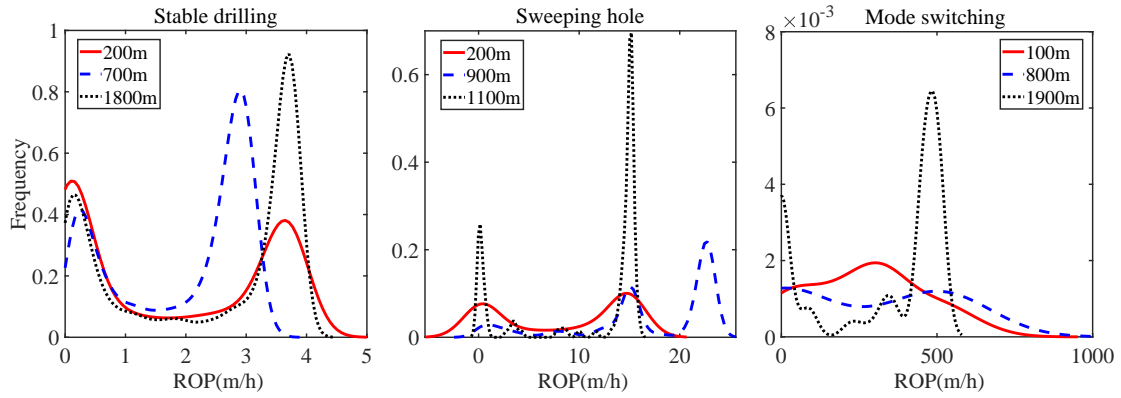 Stable drilling
Frequency
1
0.8
0.6
0.4
0.2
0
200m
700m
1800m
0 1 2 3 4 5
ROP(m/h)
Sweeping hole
0.6
0.4
0.2
0
200m
900m
1100m
0 10 20
ROP(m/h)
Mode switching
×10⁻³
8
6
4
2
0
100m
800m
1900m
0 500 1000
ROP(m/h)